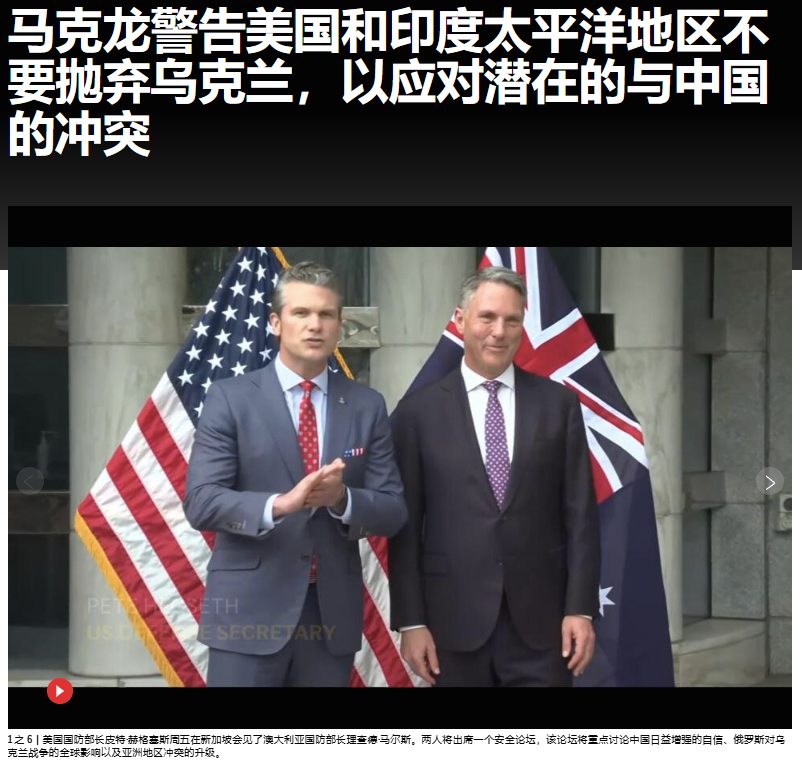 马克龙警告美国和印度太平洋地区不
要抛弃乌克兰，以应对潜在的与中国
的冲突
PETE HEGSETH
US DEFENSE SECRETARY
1 之 6 | 美国国防部长皮特·赫格塞斯周五在新加坡会见了澳大利亚国防部长理查德·马尔斯。两人将出席一个安全论坛，该论坛将重点讨论中国日益增强的自信、俄罗斯对乌
克兰战争的全球影响以及亚洲地区冲突的升级。